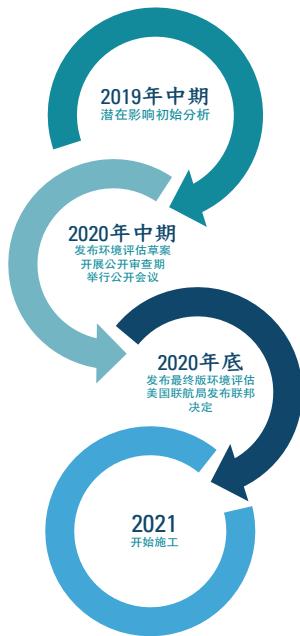 2019年中期
潜在影响初始分析
2020年中期
发布环境评估草案
开展公开审查期
举行公开会议
2020年底
发布最终版环境评估
美国联航局发布联邦
决定
2021
开始施工